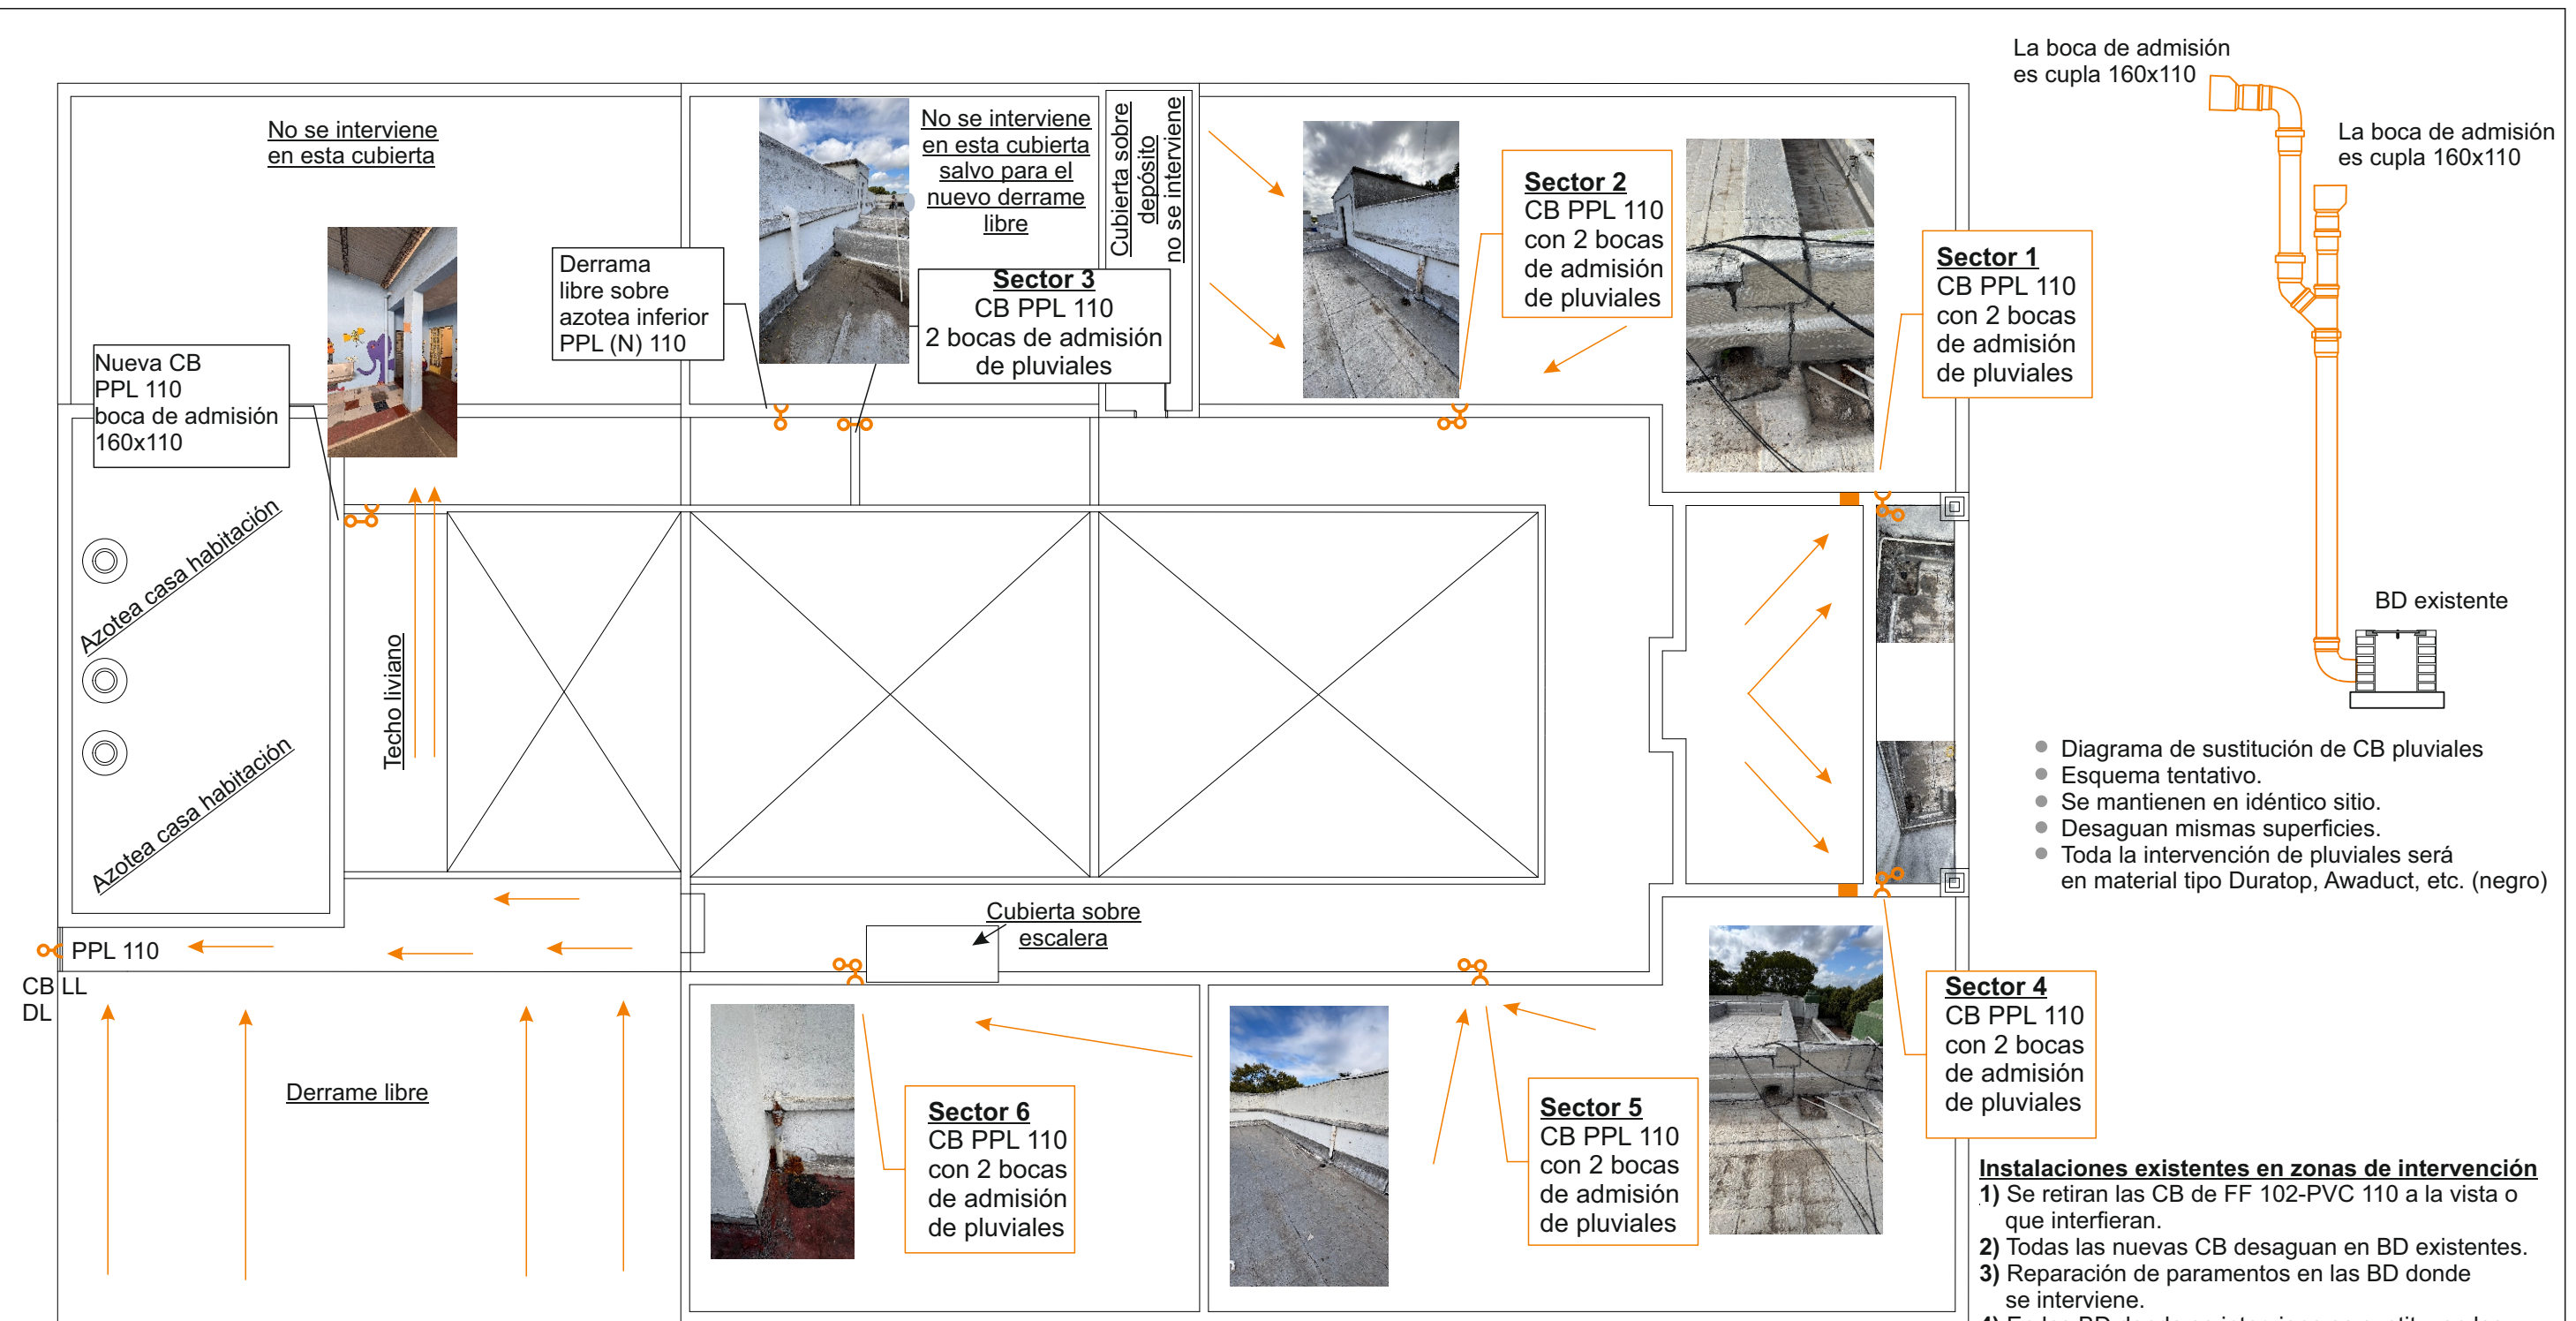 No se interviene
en esta cubierta
Nueva CB
PPL 110
boca de admisión
160x110
Derrama
libre sobre
azotea inferior
PPL (N) 110
No se interviene
en esta cubierta
salvo para el
nuevo derrame
libre
Sector 3
CB PPL 110
2 bocas de admisión
de pluviales
Cubierta sobre
depósito
no se interviene
Sector 2
CB PPL 110
con 2 bocas
de admisión
de pluviales
Sector 1
CB PPL 110
con 2 bocas
de admisión
de pluviales
La boca de admisión
es cupla 160x110
La boca de admisión
es cupla 160x110
BD existente
Azotea casa habitación
Azotea casa habitación
Techo liviano
Diagrama de sustitución de CB pluviales
Esquema tentativo.
Se mantienen en idéntico sitio.
Desaguan mismas superficies.
Toda la intervención de pluviales será
en material tipo Duratop, Awaduct, etc. (negro)
Cubierta sobre
escalera
PPL 110
CB LL
DL
Derrame libre
Sector 6
CB PPL 110
con 2 bocas
de admisión
de pluviales
Sector 5
CB PPL 110
con 2 bocas
de admisión
de pluviales
Sector 4
CB PPL 110
con 2 bocas
de admisión
de pluviales
Instalaciones existentes en zonas de intervención
1) Se retiran las CB de FF 102-PVC 110 a la vista o
que interfieran.
2) Todas las nuevas CB desaguan en BD existentes.
3) Reparación de paramentos en las BD donde
se interviene.